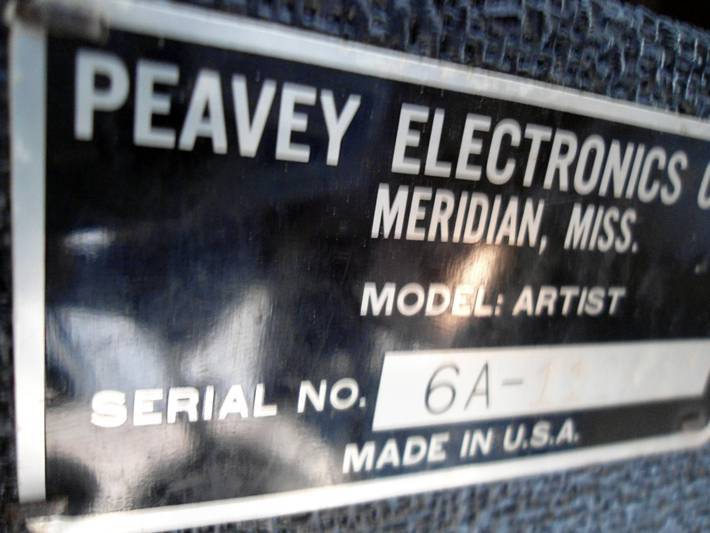 PEAVEY ELECTRONICS
MERIDIAN, MISS.
MODEL: ARTIST
SERIAL NO. 6A-
MADE IN U.S.A.